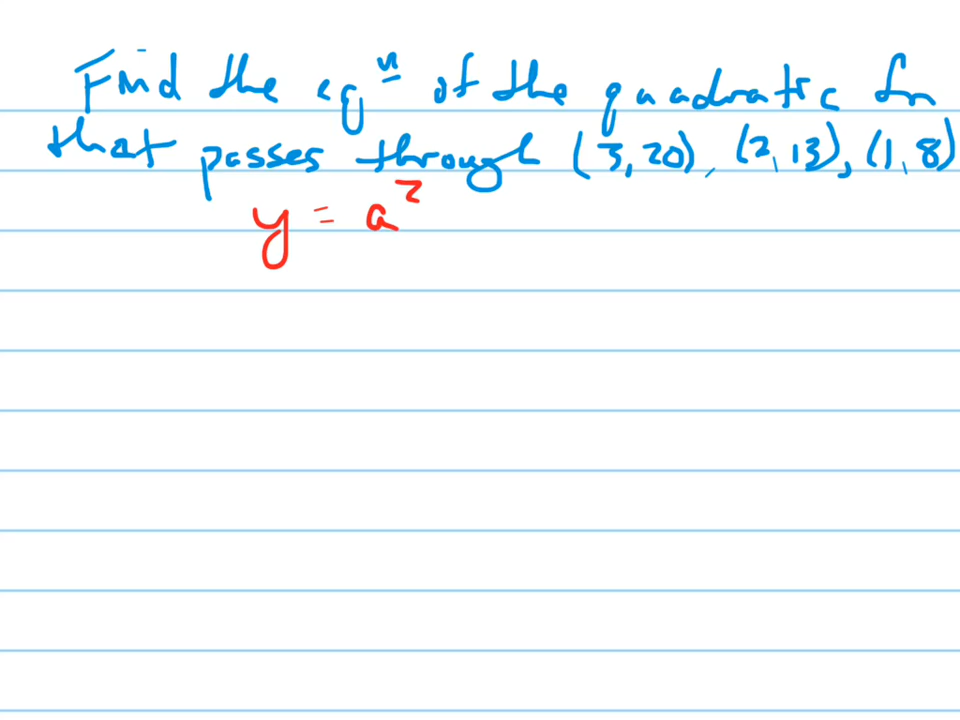 Find the eqⁿ of the quadratic fn
that passes through (3,20), (2,13), (1,8)
y = a²